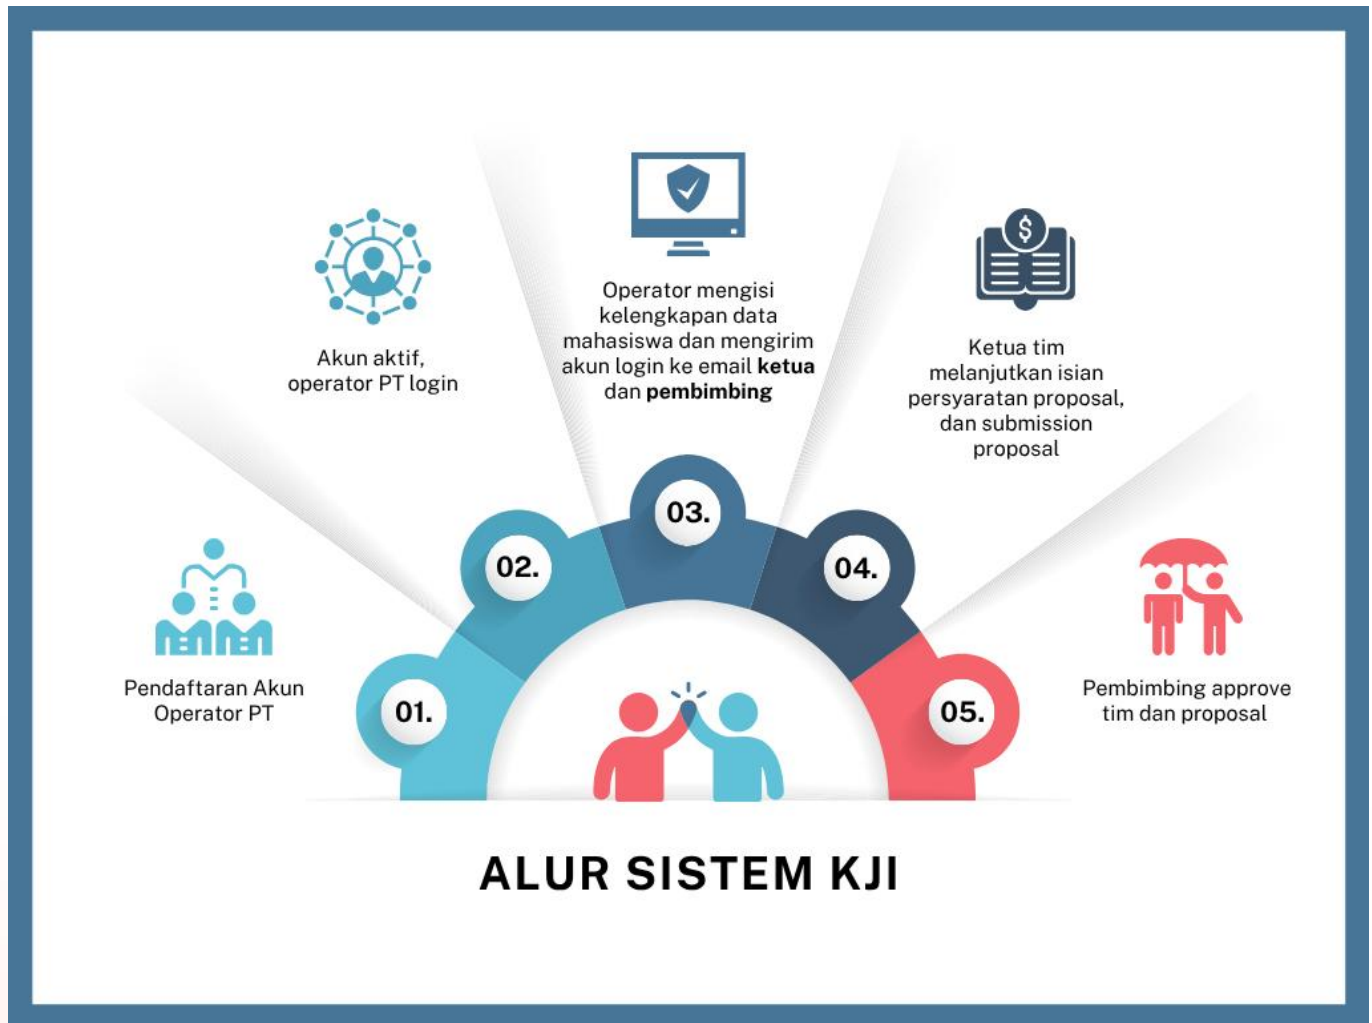 01.
Pendaftaran Akun
Operator PT
02.
Akun aktif,
operator PT login
03.
Operator mengisi
kelengkapan data
mahasiswa dan mengirim
akun login ke email ketua
dan pembimbing
04.
Ketua tim
melanjutkan isian
persyaratan proposal,
dan submission
proposal
05.
Pembimbing approve
tim dan proposal
ALUR SISTEM KJI